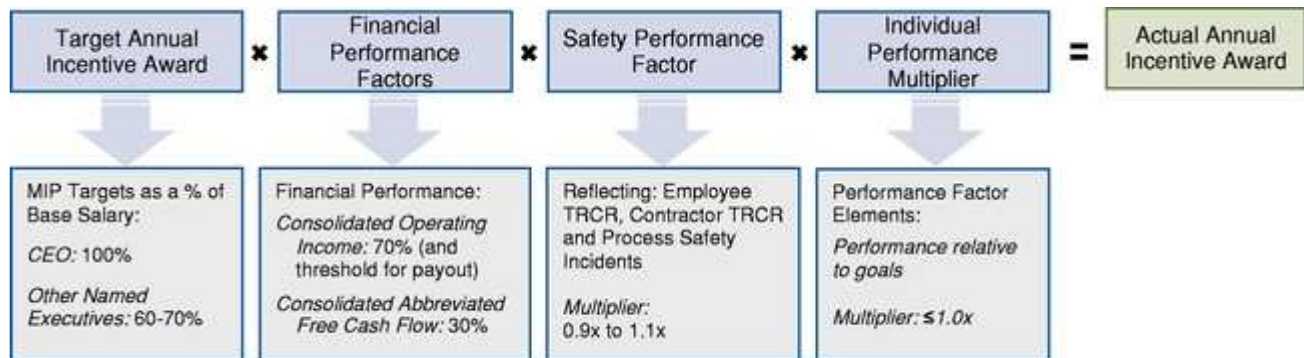 Target Annual
Incentive Award
✖
Financial
Performance
Factors
✖
Safety Performance
Factor
✖
Individual
Performance
Multiplier
=
Actual Annual
Incentive Award
MIP Targets as a % of
Base Salary:
CEO: 100%
Other Named
Executives: 60-70%
Financial Performance:
Consolidated Operating
Income: 70% (and
threshold for payout)
Consolidated Abbreviated
Free Cash Flow: 30%
Reflecting: Employee
TRCR, Contractor TRCR
and Process Safety
Incidents
Multiplier:
0.9x to 1.1x
Performance Factor
Elements:
Performance relative
to goals
Multiplier: ≤1.0x